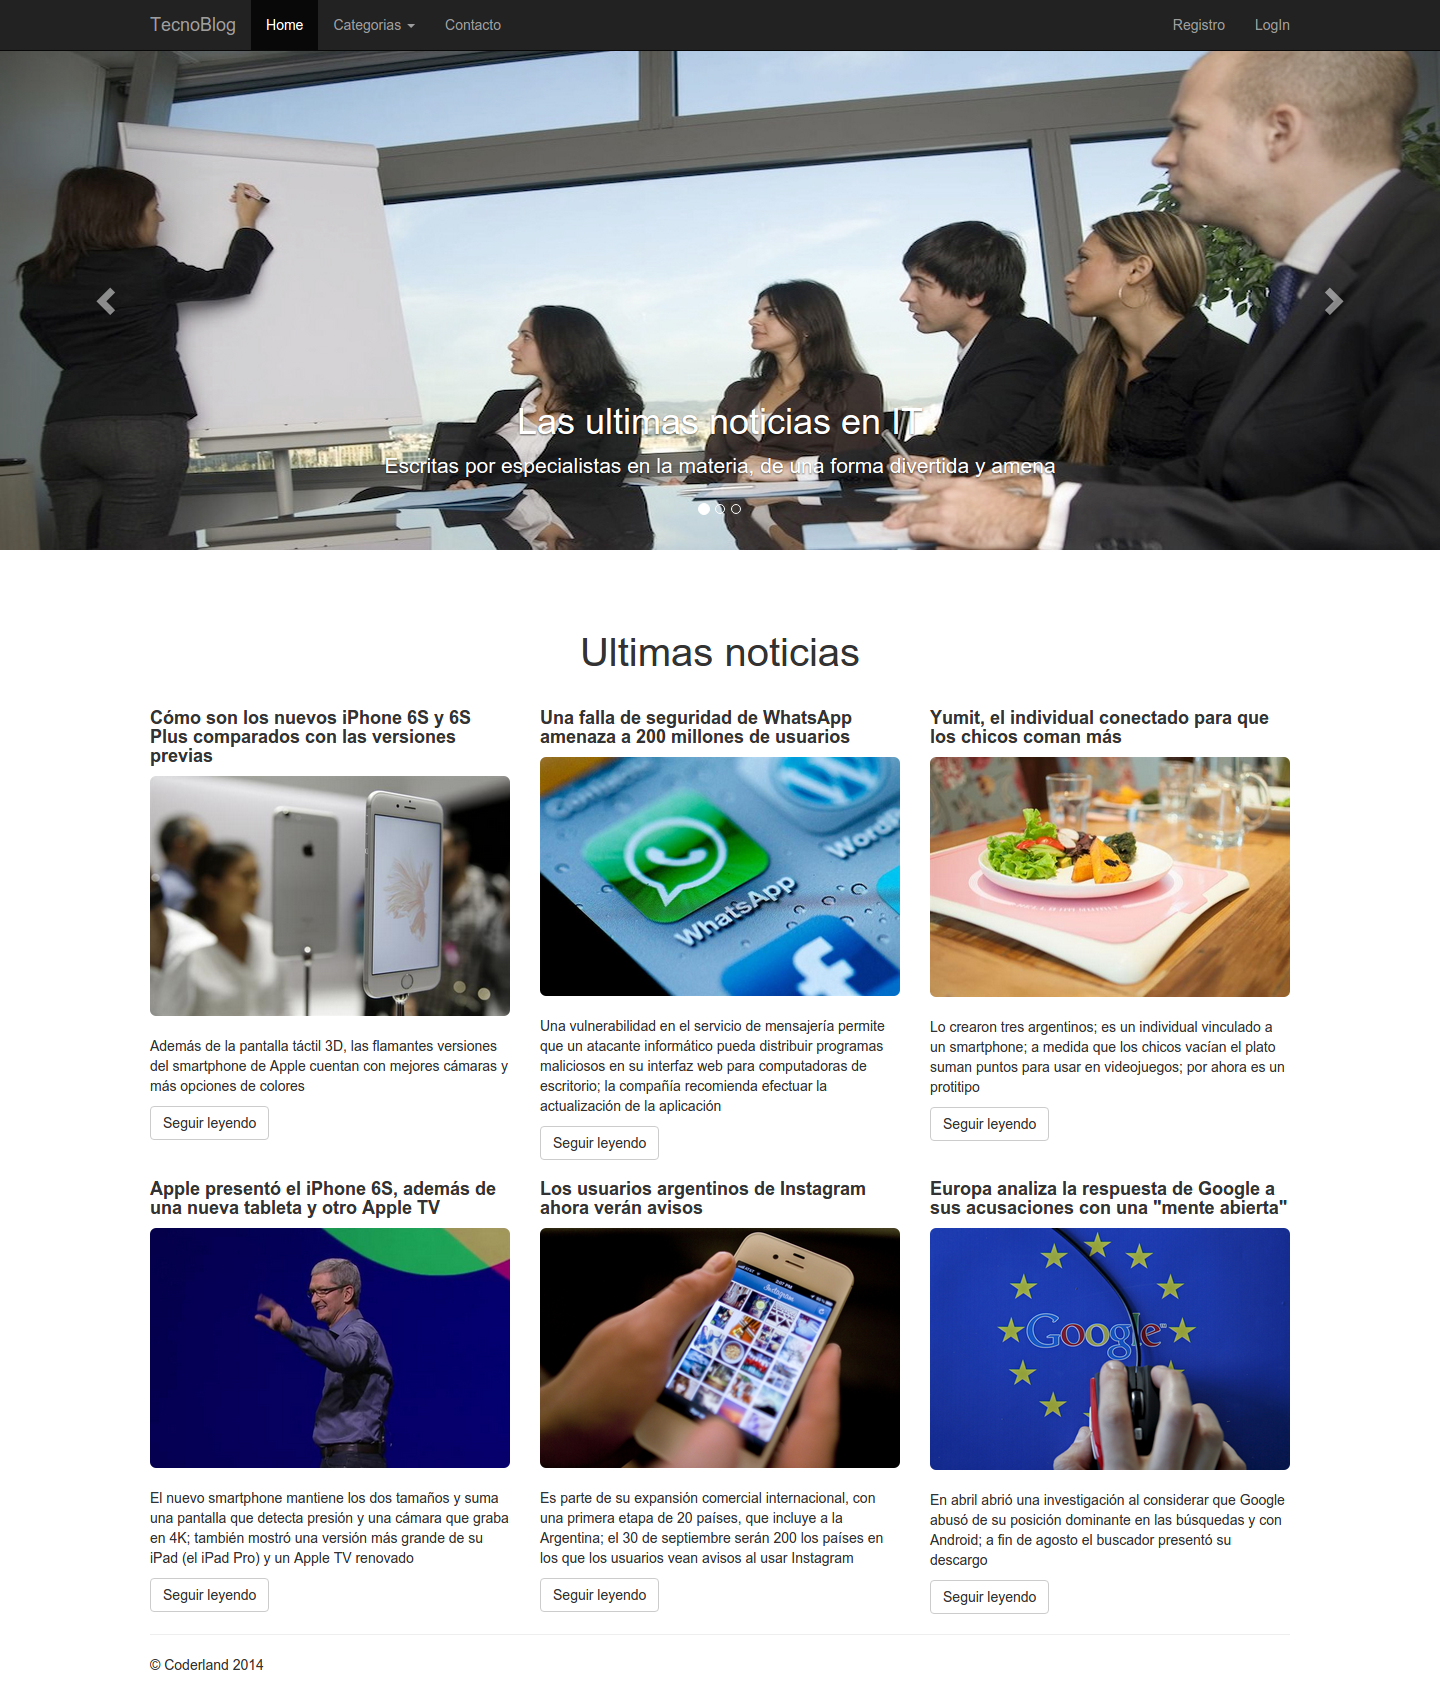 TecnoBlog Home Categorias Contacto Registro LogIn
Las ultimas noticias en IT
Escritas por especialistas en la materia, de una forma divertida y amena
Ultimas noticias
Cómo son los nuevos iPhone 6S y 6S
Plus comparados con las versiones
previas
Además de la pantalla táctil 3D, las flamantes versiones
del smartphone de Apple cuentan con mejores cámaras y
más opciones de colores
Seguir leyendo
Una falla de seguridad de WhatsApp
amenaza a 200 millones de usuarios
WhatsApp
Una vulnerabilidad en el servicio de mensajería permite
que un atacante informático pueda distribuir programas
maliciosos en su interfaz web para computadoras de
escritorio; la compañía recomienda efectuar la
actualización de la aplicación
Seguir leyendo
Yumit, el individual conectado para que
los chicos coman más
Lo crearon tres argentinos; es un individual vinculado a
un smartphone; a medida que los chicos vacían el plato
suman puntos para usar en videojuegos; por ahora es un
protitipo
Seguir leyendo
Apple presentó el iPhone 6S, además de
una nueva tableta y otro Apple TV
El nuevo smartphone mantiene los dos tamaños y suma
una pantalla que detecta presión y una cámara que graba
en 4K; también mostró una versión más grande de su
iPad (el iPad Pro) y un Apple TV renovado
Seguir leyendo
Los usuarios argentinos de Instagram
ahora verán avisos
Instagram
Es parte de su expansión comercial internacional, con
una primera etapa de 20 países, que incluye a la
Argentina; el 30 de septiembre serán 200 los países en
los que los usuarios vean avisos al usar Instagram
Seguir leyendo
Europa analiza la respuesta de Google a
sus acusaciones con una "mente abierta"
Google
En abril abrió una investigación al considerar que Google
abusó de su posición dominante en las búsquedas y con
Android; a fin de agosto el buscador presentó su
descargo
Seguir leyendo
© Coderland 2014